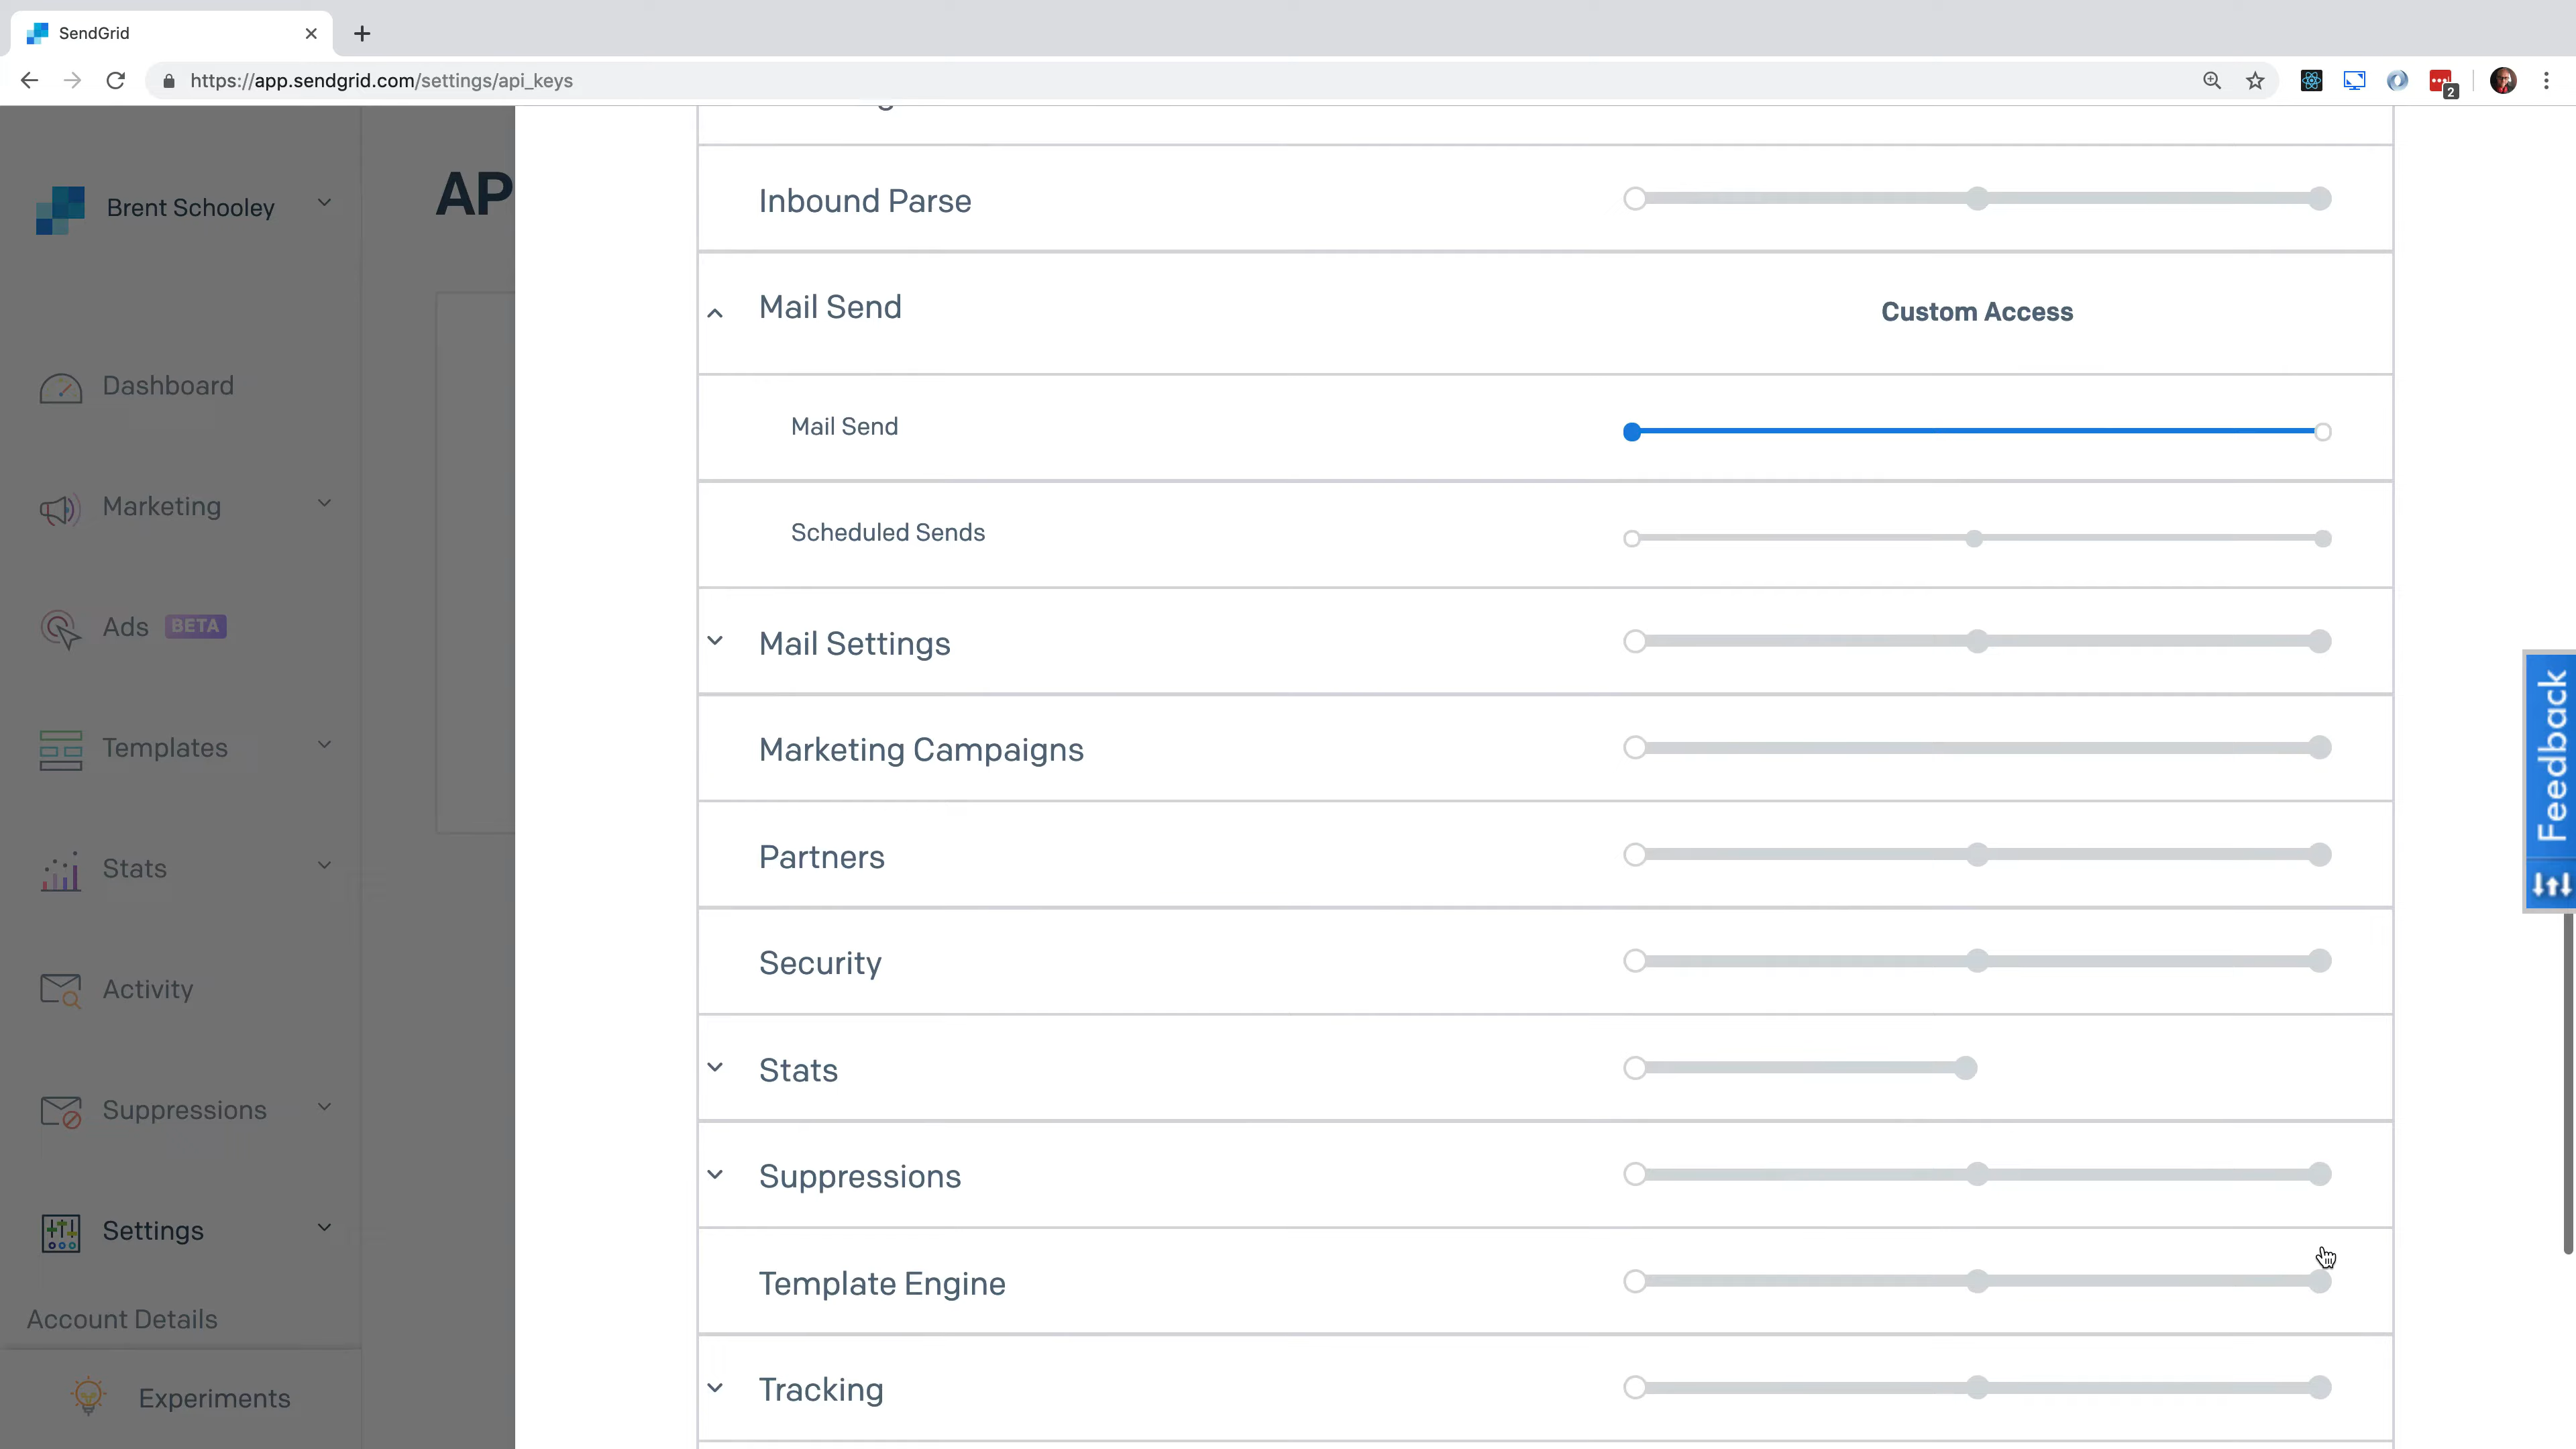 SendGrid
https://app.sendgrid.com/settings/api_keys
2
Brent Schooley
AP
Dashboard
Marketing
Ads BETA
Templates
Stats
Activity
Suppressions
Settings
Account Details
Experiments
Inbound Parse
Mail Send Custom Access
Mail Send
Scheduled Sends
Mail Settings
Marketing Campaigns
Partners
Security
Stats
Suppressions
Template Engine
Tracking
Feedback